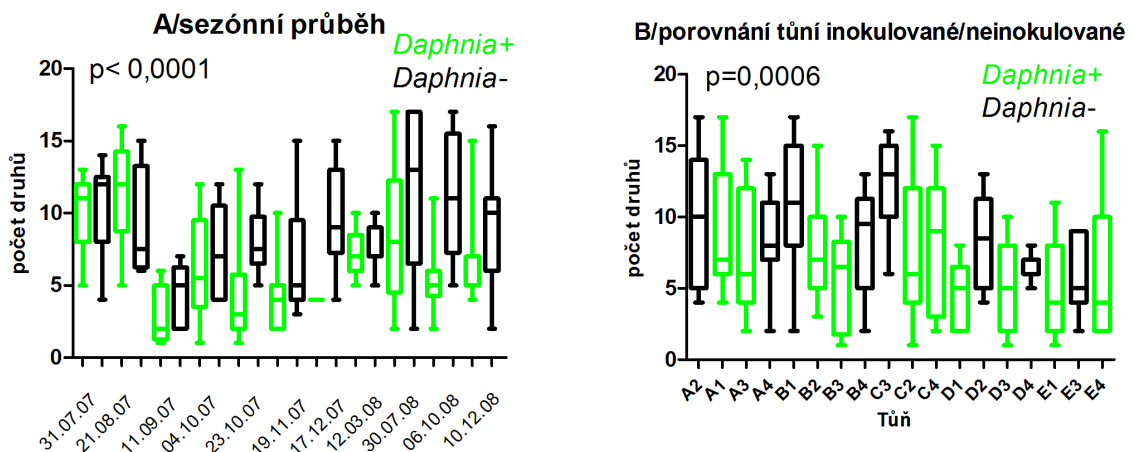 A/sezónní průběh
Daphnia+
Daphnia-
p< 0,0001
20
15
10
5
0
počet druhů
31.07.07
21.08.07
11.09.07
04.10.07
23.10.07
19.11.07
17.12.07
12.03.08
30.07.08
06.10.08
10.12.08
B/porovnání tůní inokulované/neinokulované
Daphnia+
Daphnia-
p=0,0006
20
15
10
5
0
počet druhů
A2
A1
A3
A4
B1
B2
B3
B4
C3
C2
C4
D1
D2
D3
D4
E1
E3
E4
Tůň